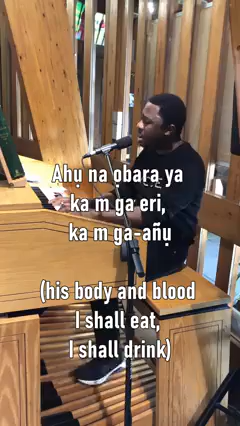 Ahụ na obara ya
ka m ga eri,
ka m ga-añụ
(his body and blood
I shall eat,
I shall drink)